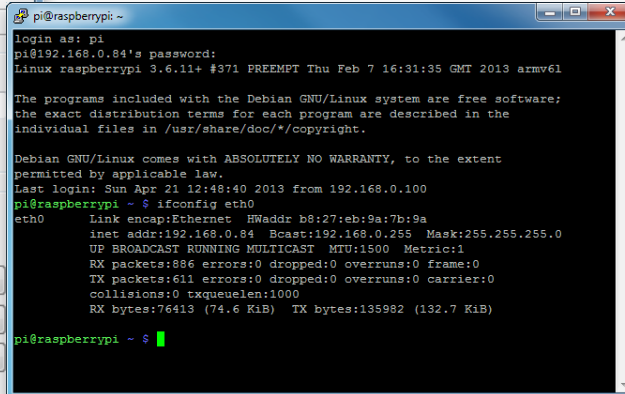 pi@raspberrypi: ~
login as: pi
pi@192.168.0.84's password:
Linux raspberrypi 3.6.11+ #371 PREEMPT Thu Feb 7 16:31:35 GMT 2013 armv6l
The programs included with the Debian GNU/Linux system are free software;
the exact distribution terms for each program are described in the
individual files in /usr/share/doc/*/copyright.
Debian GNU/Linux comes with ABSOLUTELY NO WARRANTY, to the extent
permitted by applicable law.
Last login: Sun Apr 21 12:48:40 2013 from 192.168.0.100
pi@raspberrypi ~ $ ifconfig eth0
eth0 Link encap:Ethernet HWaddr b8:27:eb:9a:7b:9a
inet addr:192.168.0.84 Bcast:192.168.0.255 Mask:255.255.255.0
UP BROADCAST RUNNING MULTICAST MTU:1500 Metric:1
RX packets:886 errors:0 dropped:0 overruns:0 frame:0
TX packets:611 errors:0 dropped:0 overruns:0 carrier:0
collisions:0 txqueuelen:1000
RX bytes:76413 (74.6 KiB) TX bytes:135982 (132.7 KiB)
pi@raspberrypi ~ $